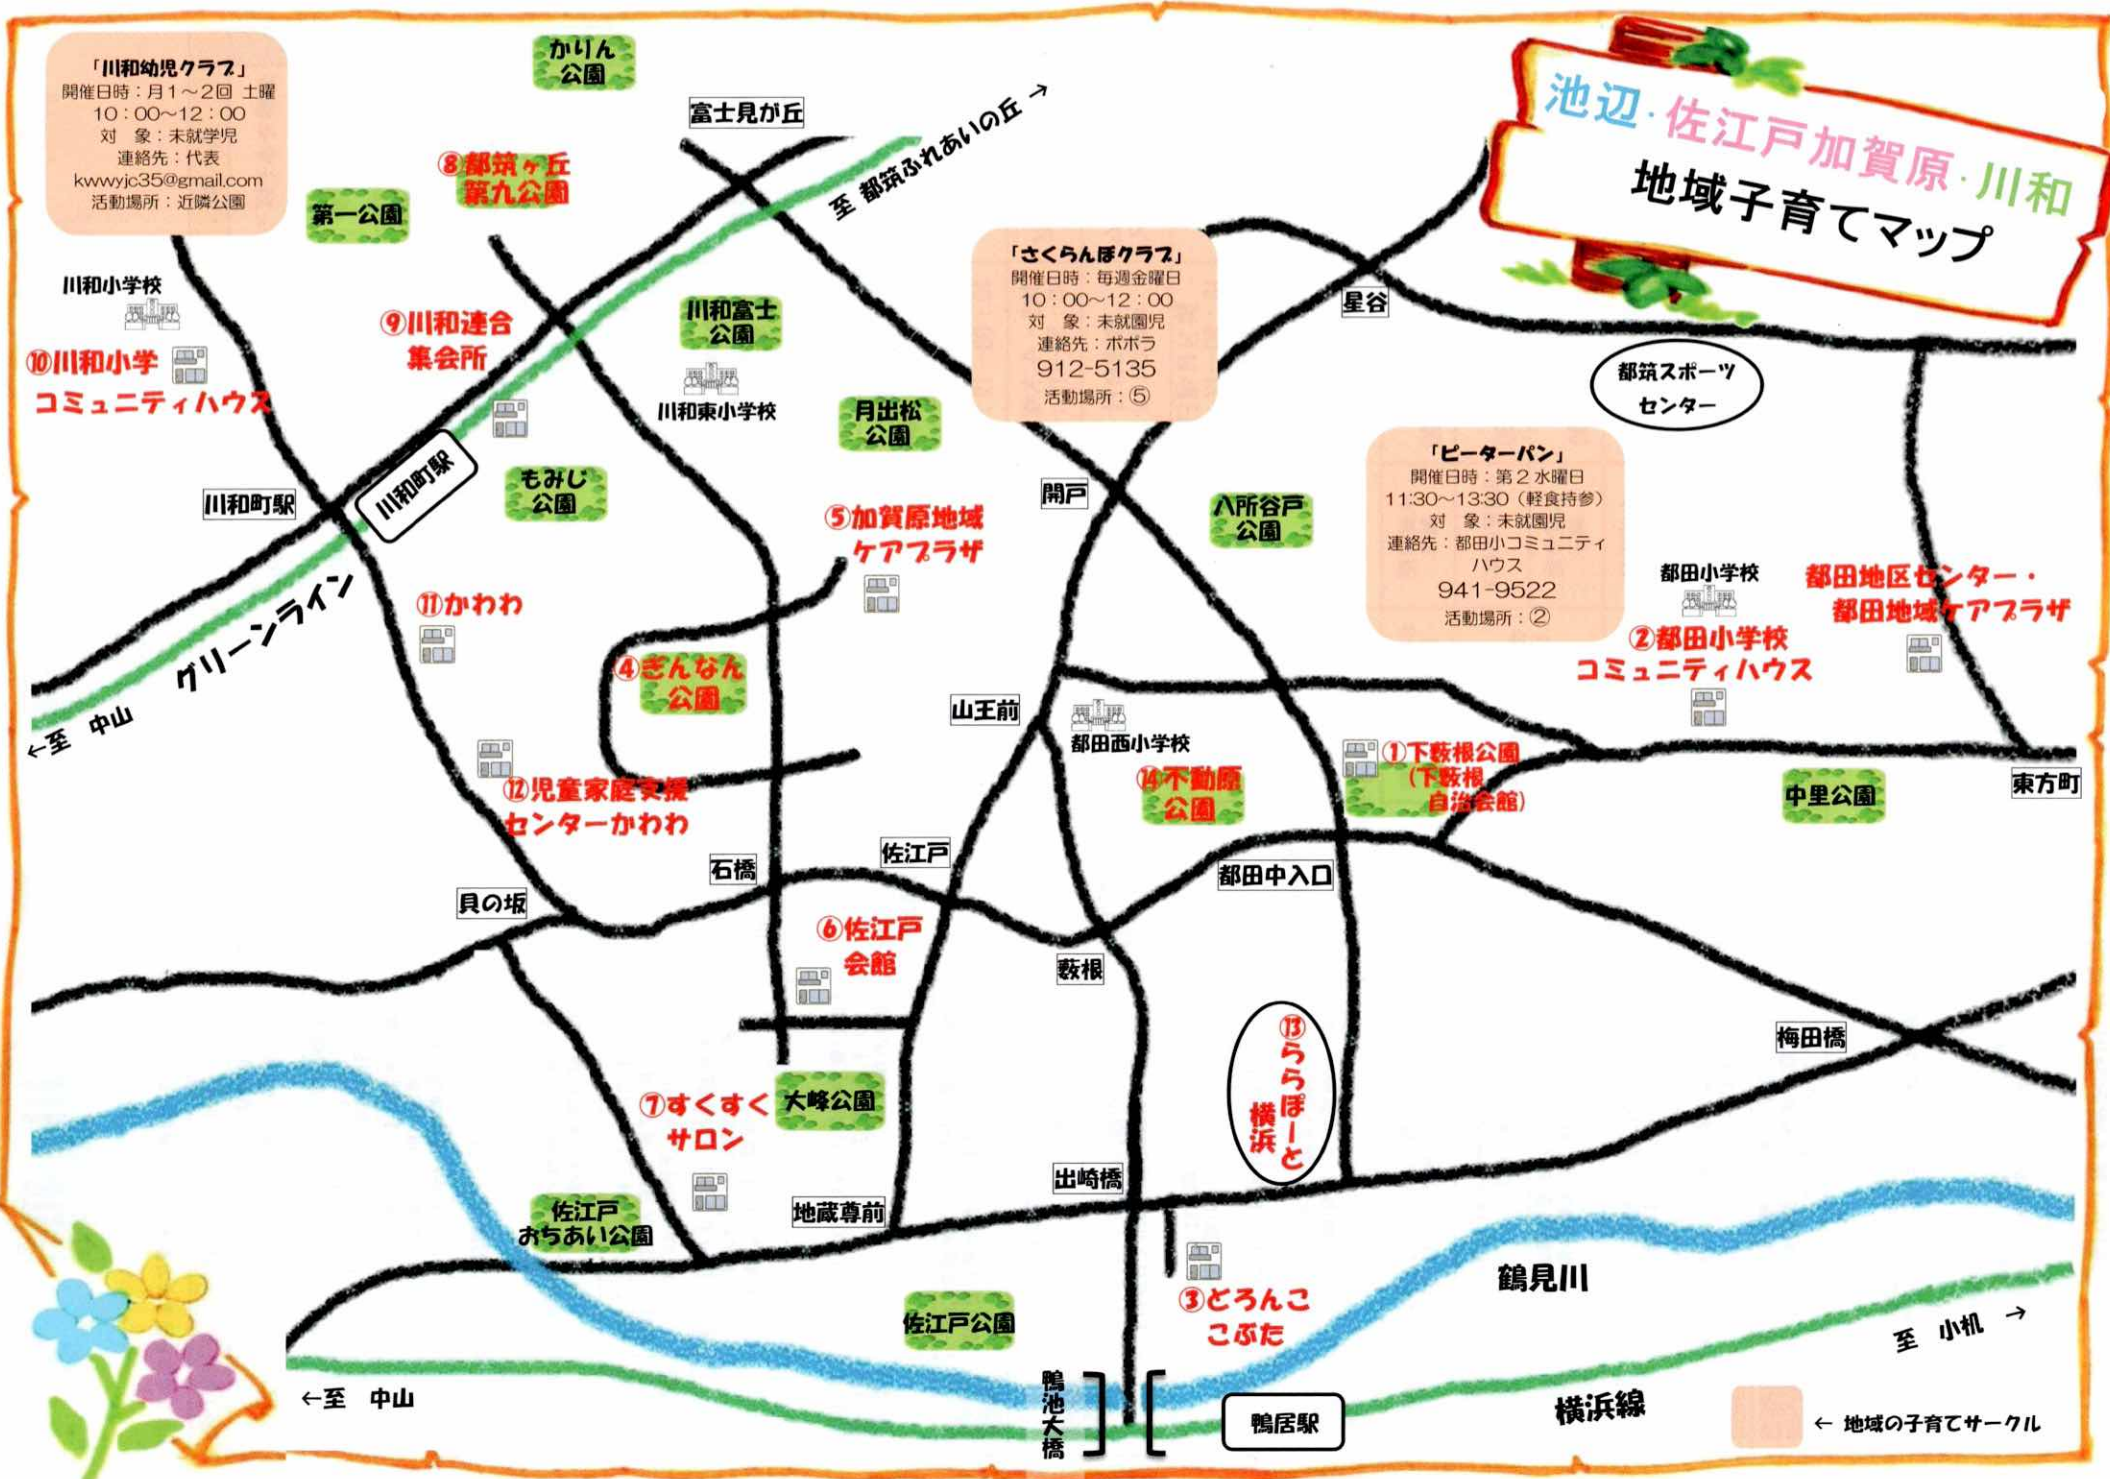 池辺・佐江戸加賀原・川和
地域子育てマップ
「川和幼児クラブ」
開催日時:月1~2回 土曜
10:00~12:00
対 象:未就学児
連絡先:代表
kwwyjc35@gmail.com
活動場所:近隣公園
かりん
公園
富士見が丘
至 都筑ふれあいの丘 →
⑧都筑ヶ丘
第九公園
第一公園
川和小学校
⑩川和小学
コミュニティハウス
⑨川和連合
集会所
川和富士
公園
川和東小学校
「さくらんぼクラブ」
開催日時:毎週金曜日
10:00~12:00
対 象:未就園児
連絡先:ポポラ
912-5135
活動場所:⑤
星谷
都筑スポーツ
センター
月出松
公園
川和町駅
川和町駅
もみじ
公園
⑤加賀原地域
ケアプラザ
開戸
八所谷戸
公園
「ピーターパン」
開催日時:第2水曜日
11:30~13:30(軽食持参)
対 象:未就園児
連絡先:都田小コミュニティ
ハウス
941-9522
活動場所:②
都田小学校
②都田小学校
コミュニティハウス
都田地区センター・
都田地域ケアプラザ
グリーンライン
←至 中山
⑪かわわ
④ぎんなん
公園
山王前
都田西小学校
⑭不動原
公園
①下藪根公園
(下藪根
自治会館)
中里公園
東方町
⑫児童家庭支援
センターかわわ
石橋
佐江戸
都田中入口
貝の坂
⑥佐江戸
会館
藪根
⑬ららぽーと
横浜
梅田橋
⑦すくすく
サロン
大峰公園
出崎橋
地蔵尊前
佐江戸
おちあい公園
③どろんこ
こぶた
鶴見川
佐江戸公園
←至 中山
鴨池大橋
鴨居駅
横浜線
至 小机 →
← 地域の子育てサークル